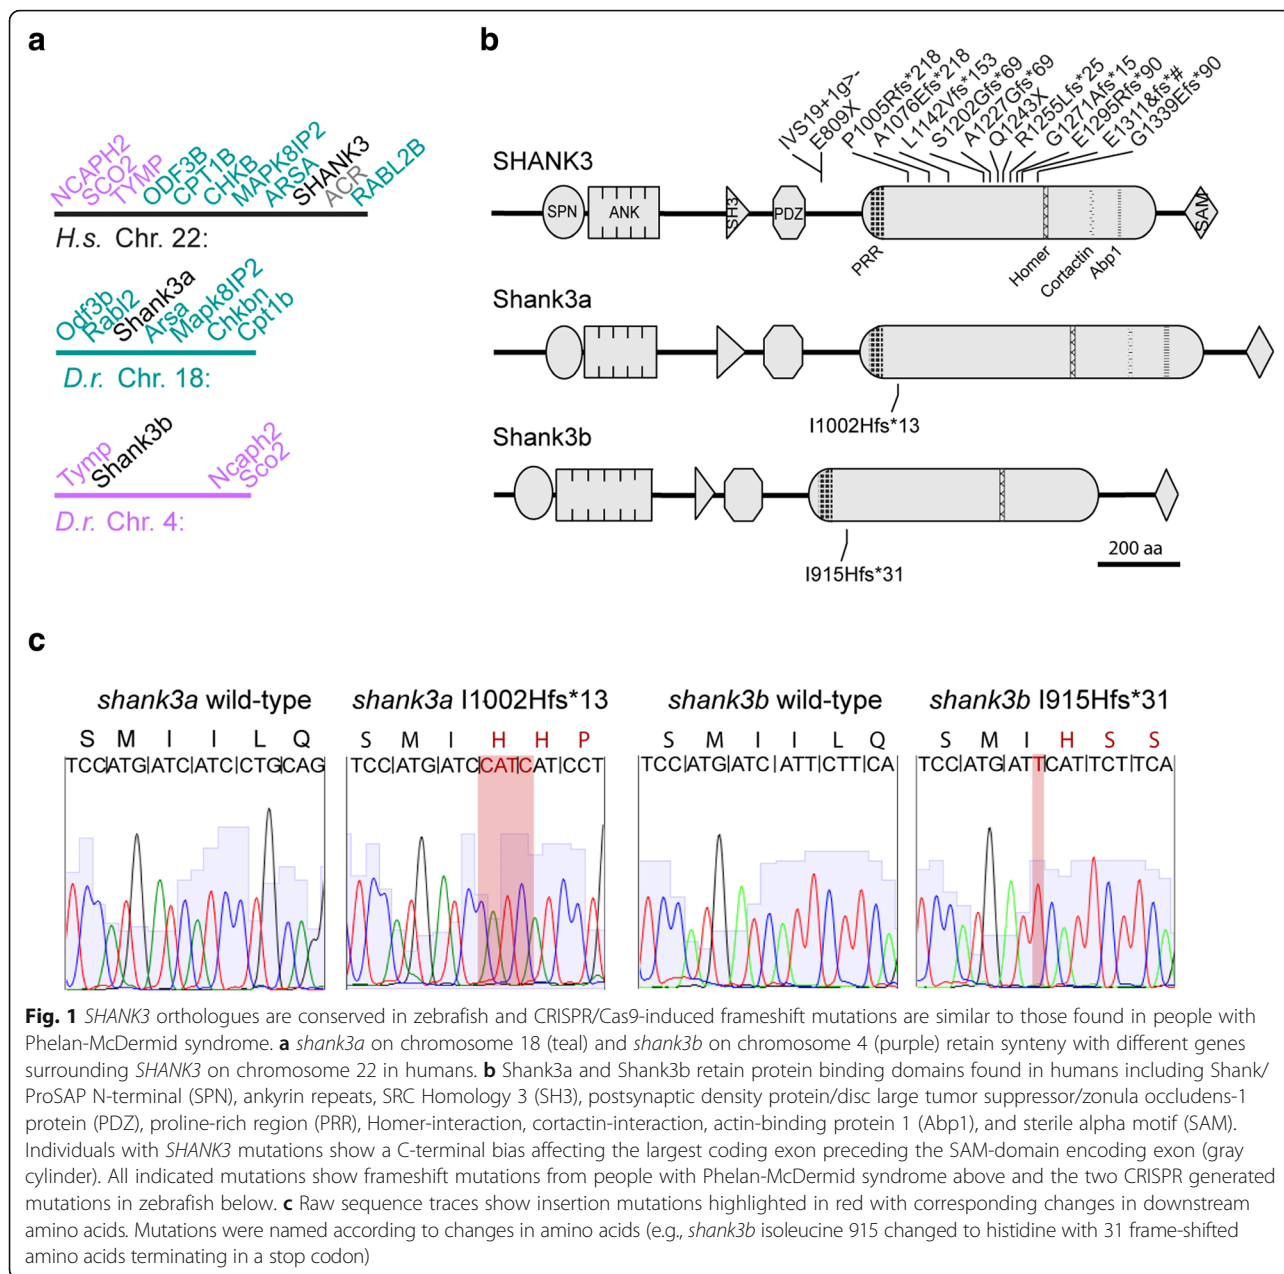 a
NCAPH2
SCO2
TYMP
ODF3B
CPT1B
CHKB
MAPK8IP2
ARSA
SHANK3
ACR
RABL2B
H.s. Chr. 22:
Odf3b
Rabl2
Shank3a
Arsa
Mapk8IP2
Chkbn
Cpt1b
D.r. Chr. 18:
Tymp
Shank3b
Ncaph2
Sco2
D.r. Chr. 4:
b
IVS19+1g>-
E809X
P1005Rfs*218
A1076Efs*218
L1142Vfs*153
S1202Gfs*69
A1227Gfs*69
Q1243X
R1255Lfs*25
G1271Afs*15
E1295Rfs*90
E1311&fs*#
G1339Efs*90
SHANK3
SPN
ANK
SH3
PDZ
SAM
PRR
Homer
Cortactin
Abp1
Shank3a
I1002Hfs*13
Shank3b
I915Hfs*31
200 aa
c
shank3a wild-type
S M I I L Q
TCC|ATG|ATC|ATC|CTG|CAG
shank3a I1002Hfs*13
S M I H H P
TCC|ATG|ATC|CATC|AT|CCT
shank3b wild-type
S M I I L Q
TCC|ATG|ATC|ATT|CTT|CA
shank3b I915Hfs*31
S M I H S S
TCC|ATG|ATT|CAT|TCT|TCA
Fig. 1 SHANK3 orthologues are conserved in zebrafish and CRISPR/Cas9-induced frameshift mutations are similar to those found in people with
Phelan-McDermid syndrome. a shank3a on chromosome 18 (teal) and shank3b on chromosome 4 (purple) retain synteny with different genes
surrounding SHANK3 on chromosome 22 in humans. b Shank3a and Shank3b retain protein binding domains found in humans including Shank/
ProSAP N-terminal (SPN), ankyrin repeats, SRC Homology 3 (SH3), postsynaptic density protein/disc large tumor suppressor/zonula occludens-1
protein (PDZ), proline-rich region (PRR), Homer-interaction, cortactin-interaction, actin-binding protein 1 (Abp1), and sterile alpha motif (SAM).
Individuals with SHANK3 mutations show a C-terminal bias affecting the largest coding exon preceding the SAM-domain encoding exon (gray
cylinder). All indicated mutations show frameshift mutations from people with Phelan-McDermid syndrome above and the two CRISPR generated
mutations in zebrafish below. c Raw sequence traces show insertion mutations highlighted in red with corresponding changes in downstream
amino acids. Mutations were named according to changes in amino acids (e.g., shank3b isoleucine 915 changed to histidine with 31 frame-shifted
amino acids terminating in a stop codon)